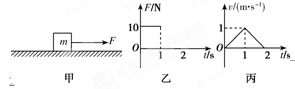 m F
甲
F/N
10
O 1 2 t/s
乙
v/(m·s⁻¹)
1
O 1 2 t/s
丙